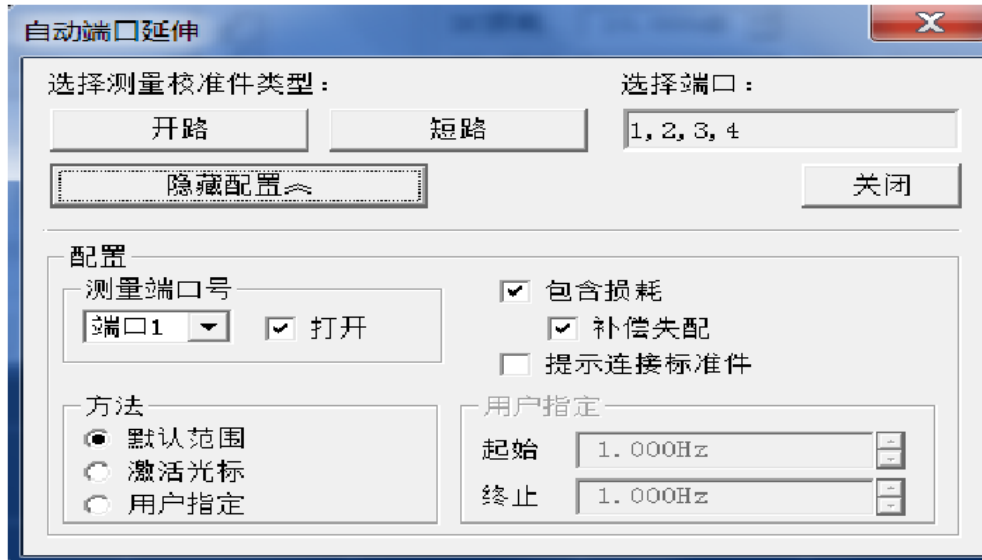 自动端口延伸
选择测量校准件类型：
选择端口：
开路
短路
1,2,3,4
隐藏配置︽
关闭
配置
测量端口号
端口1
打开
包含损耗
补偿失配
提示连接标准件
方法
默认范围
激活光标
用户指定
用户指定
起始
1.000Hz
终止
1.000Hz